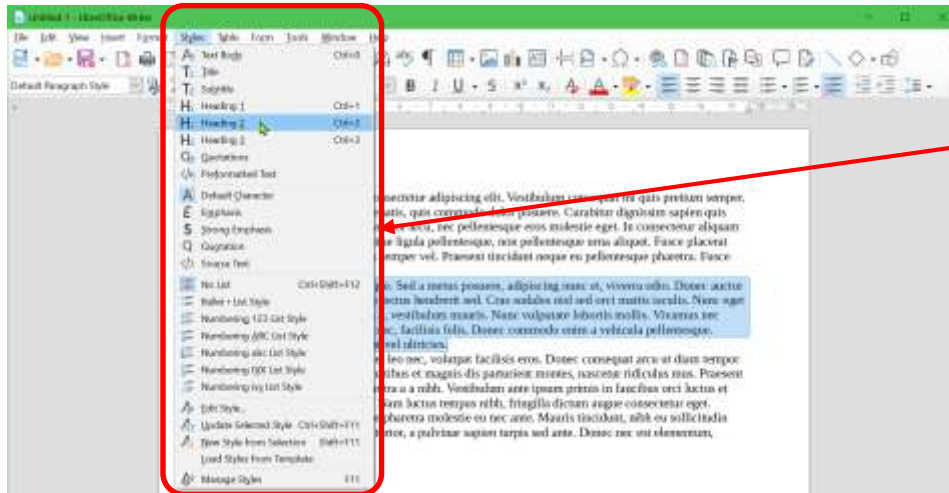 Untitled 1 - LibreOffice Writer
File Edit View Insert Format Styles Table Form Tools Window Help
Default Paragraph Style
Text Body Ctrl+0
Title
Subtitle
Heading 1 Ctrl+1
Heading 2 Ctrl+2
Heading 3 Ctrl+3
Quotations
Preformatted Text
Default Character
Emphasis
Strong Emphasis
Quotation
Source Text
No List Ctrl+Shift+F12
Bullet • List Style
Numbering 123 List Style
Numbering ABC List Style
Numbering abc List Style
Numbering IVX List Style
Numbering ivx List Style
Edit Style...
Update Selected Style Ctrl+Shift+F11
New Style from Selection Shift+F11
Load Styles from Template
Manage Styles F11
consectetur adipiscing elit. Vestibulum consequat mi quis pretium semper.
quis commodo dolor posuere. Curabitur dignissim sapien quis
arcu, nec pellentesque eros molestie eget. In consectetur aliquam
ligula pellentesque, non pellentesque urna aliquet. Fusce placerat
semper vel. Praesent tincidunt neque eu pellentesque pharetra. Fusce
Sed a metus posuere, adipiscing nunc et, viverra odio. Donec auctor
hendrerit sed. Cras sodales nisl sed orci mattis iaculis. Nunc eget
vestibulum mauris. Nunc vulputate lobortis mollis. Vivamus nec
facilisis felis. Donec commodo enim a vehicula pellentesque.
vel ultricies.
leo nec, volutpat facilisis eros. Donec consequat arcu ut diam tempor
et magnis dis parturient montes, nascetur ridiculus mus. Praesent
a a nibh. Vestibulum ante ipsum primis in faucibus orci luctus et
Nam luctus tempus nibh, fringilla dictum augue consectetur eget.
pharetra molestie eu nec ante. Mauris tincidunt, nibh eu sollicitudin
a pulvinar sapien turpis sed ante. Donec nec est elementum,